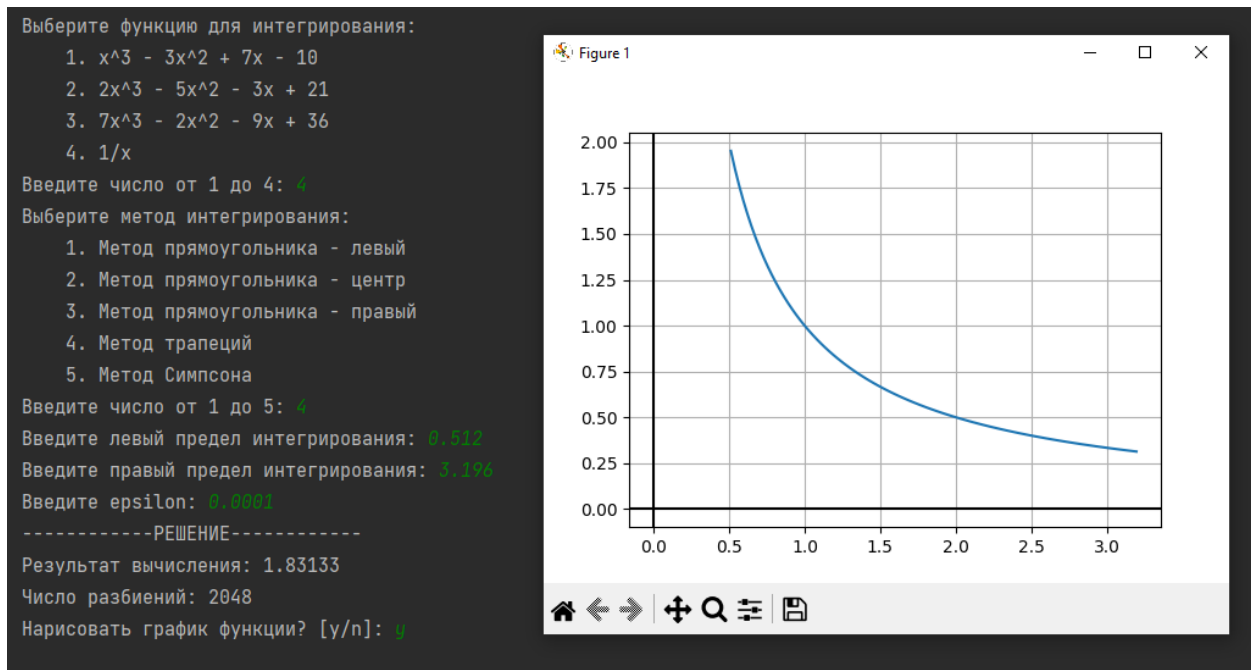 Выберите функцию для интегрирования:
1. x^3 - 3x^2 + 7x - 10
2. 2x^3 - 5x^2 - 3x + 21
3. 7x^3 - 2x^2 - 9x + 36
4. 1/x
Введите число от 1 до 4: 4
Выберите метод интегрирования:
1. Метод прямоугольника - левый
2. Метод прямоугольника - центр
3. Метод прямоугольника - правый
4. Метод трапеций
5. Метод Симпсона
Введите число от 1 до 5: 4
Введите левый предел интегрирования: 0.512
Введите правый предел интегрирования: 3.196
Введите epsilon: 0.0001
------------РЕШЕНИЕ------------
Результат вычисления: 1.83133
Число разбиений: 2048
Нарисовать график функции? [y/n]: y
Figure 1
2.00
1.75
1.50
1.25
1.00
0.75
0.50
0.25
0.00
0.0 0.5 1.0 1.5 2.0 2.5 3.0